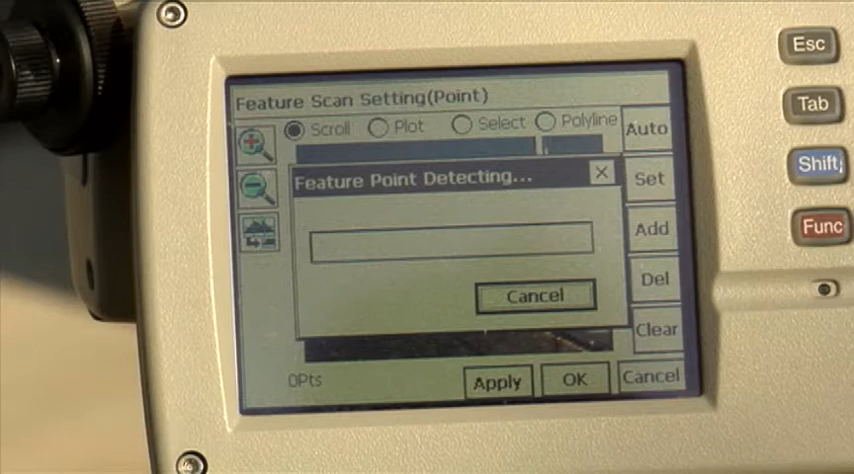 Feature Scan Setting(Point)
Scroll Plot Select Polyline
Auto
Feature Point Detecting...
Set
Add
Del
Cancel
Clear
0Pts
Apply OK Cancel
Esc
Tab
Shift
Func